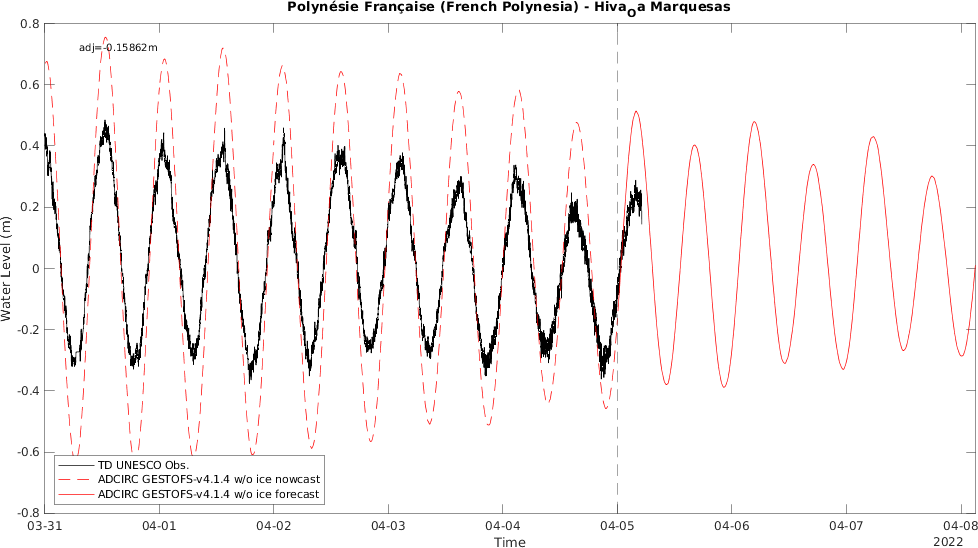 Polynésie Française (French Polynesia) - Hiva_Oa Marquesas
adj=-0.15862m
0.8
0.6
0.4
0.2
0
-0.2
-0.4
-0.6
-0.8
Water Level (m)
TD UNESCO Obs.
ADCIRC GESTOFS-v4.1.4 w/o ice nowcast
ADCIRC GESTOFS-v4.1.4 w/o ice forecast
03-31 04-01 04-02 04-03 04-04 04-05 04-06 04-07 04-08
Time
2022